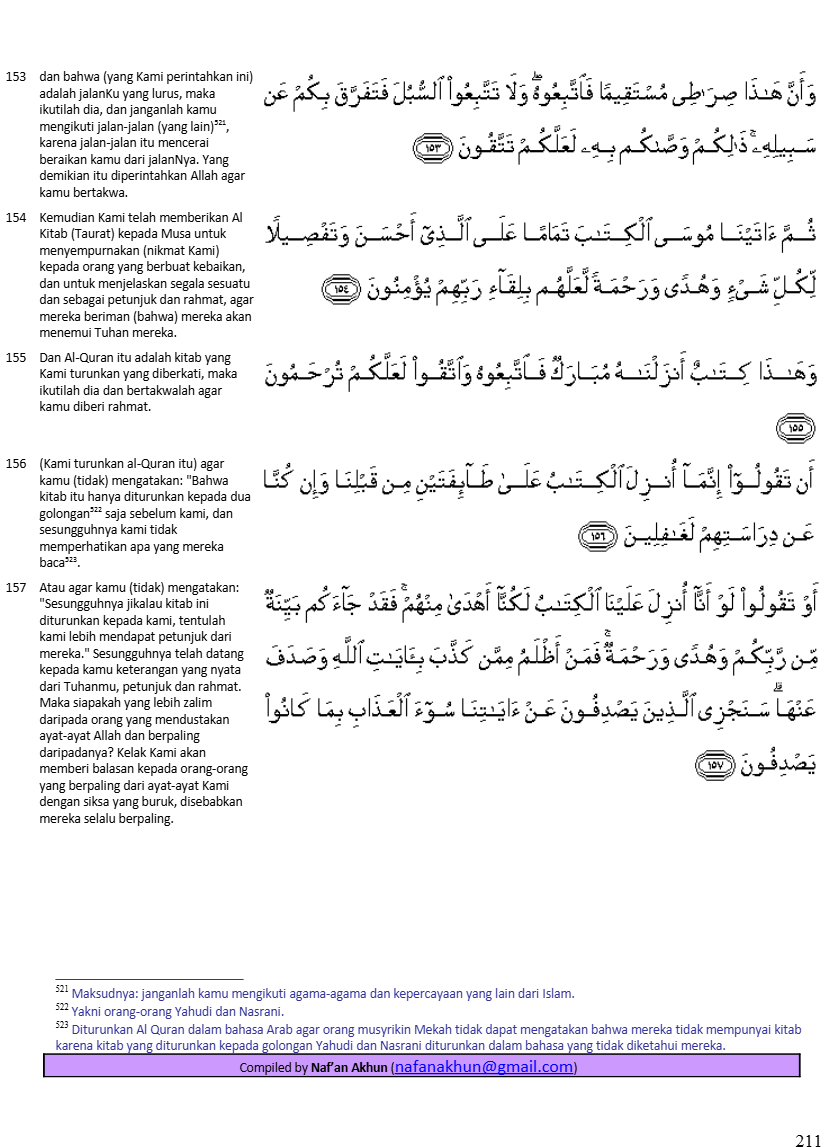 153 dan bahwa (yang Kami perintahkan ini)
adalah jalanKu yang lurus, maka
ikutilah dia, dan janganlah kamu
mengikuti jalan-jalan (yang lain)⁵²¹,
karena jalan-jalan itu mencerai
beraikan kamu dari jalanNya. Yang
demikian itu diperintahkan Allah agar
kamu bertakwa.
وَأَنَّ هَـٰذَا صِرَٰطِى مُسْتَقِيمًا فَٱتَّبِعُوهُ ۖ وَلَا تَتَّبِعُوا۟ ٱلسُّبُلَ فَتَفَرَّقَ بِكُمْ عَن
سَبِيلِهِۦ ۚ ذَٰلِكُمْ وَصَّىٰكُم بِهِۦ لَعَلَّكُمْ تَتَّقُونَ ١٥٣
154 Kemudian Kami telah memberikan Al
Kitab (Taurat) kepada Musa untuk
menyempurnakan (nikmat Kami)
kepada orang yang berbuat kebaikan,
dan untuk menjelaskan segala sesuatu
dan sebagai petunjuk dan rahmat, agar
mereka beriman (bahwa) mereka akan
menemui Tuhan mereka.
ثُمَّ ءَاتَيْنَا مُوسَى ٱلْكِتَـٰبَ تَمَامًا عَلَى ٱلَّذِىٓ أَحْسَنَ وَتَفْصِيلًا
لِّكُلِّ شَىْءٍ وَهُدًى وَرَحْمَةً لَّعَلَّهُم بِلِقَآءِ رَبِّهِمْ يُؤْمِنُونَ ١٥٤
155 Dan Al-Quran itu adalah kitab yang
Kami turunkan yang diberkati, maka
ikutilah dia dan bertakwalah agar
kamu diberi rahmat.
وَهَـٰذَا كِتَـٰبٌ أَنزَلْنَـٰهُ مُبَارَكٌ فَٱتَّبِعُوهُ وَٱتَّقُوا۟ لَعَلَّكُمْ تُرْحَمُونَ
١٥٥
156 (Kami turunkan al-Quran itu) agar
kamu (tidak) mengatakan: "Bahwa
kitab itu hanya diturunkan kepada dua
golongan⁵²² saja sebelum kami, dan
sesungguhnya kami tidak
memperhatikan apa yang mereka
baca⁵²³.
أَن تَقُولُوٓا۟ إِنَّمَآ أُنزِلَ ٱلْكِتَـٰبُ عَلَىٰ طَآئِفَتَيْنِ مِن قَبْلِنَا وَإِن كُنَّا
عَن دِرَاسَتِهِمْ لَغَـٰفِلِينَ ١٥٦
157 Atau agar kamu (tidak) mengatakan:
"Sesungguhnya jikalau kitab ini
diturunkan kepada kami, tentulah
kami lebih mendapat petunjuk dari
mereka." Sesungguhnya telah datang
kepada kamu keterangan yang nyata
dari Tuhanmu, petunjuk dan rahmat.
Maka siapakah yang lebih zalim
daripada orang yang mendustakan
ayat-ayat Allah dan berpaling
daripadanya? Kelak Kami akan
memberi balasan kepada orang-orang
yang berpaling dari ayat-ayat Kami
dengan siksa yang buruk, disebabkan
mereka selalu berpaling.
أَوْ تَقُولُوا۟ لَوْ أَنَّآ أُنزِلَ عَلَيْنَا ٱلْكِتَـٰبُ لَكُنَّآ أَهْدَىٰ مِنْهُمْ ۚ فَقَدْ جَآءَكُم بَيِّنَةٌ
مِّن رَّبِّكُمْ وَهُدًى وَرَحْمَةٌ ۚ فَمَنْ أَظْلَمُ مِمَّن كَذَّبَ بِـَٔايَـٰتِ ٱللَّهِ وَصَدَفَ
عَنْهَا ۗ سَنَجْزِى ٱلَّذِينَ يَصْدِفُونَ عَنْ ءَايَـٰتِنَا سُوٓءَ ٱلْعَذَابِ بِمَا كَانُوا۟
يَصْدِفُونَ ١٥٧
⁵²¹ Maksudnya: janganlah kamu mengikuti agama-agama dan kepercayaan yang lain dari Islam.
⁵²² Yakni orang-orang Yahudi dan Nasrani.
⁵²³ Diturunkan Al Quran dalam bahasa Arab agar orang musyrikin Mekah tidak dapat mengatakan bahwa mereka tidak mempunyai kitab
karena kitab yang diturunkan kepada golongan Yahudi dan Nasrani diturunkan dalam bahasa yang tidak diketahui mereka.
Compiled by Naf'an Akhun (nafanakhun@gmail.com)
211